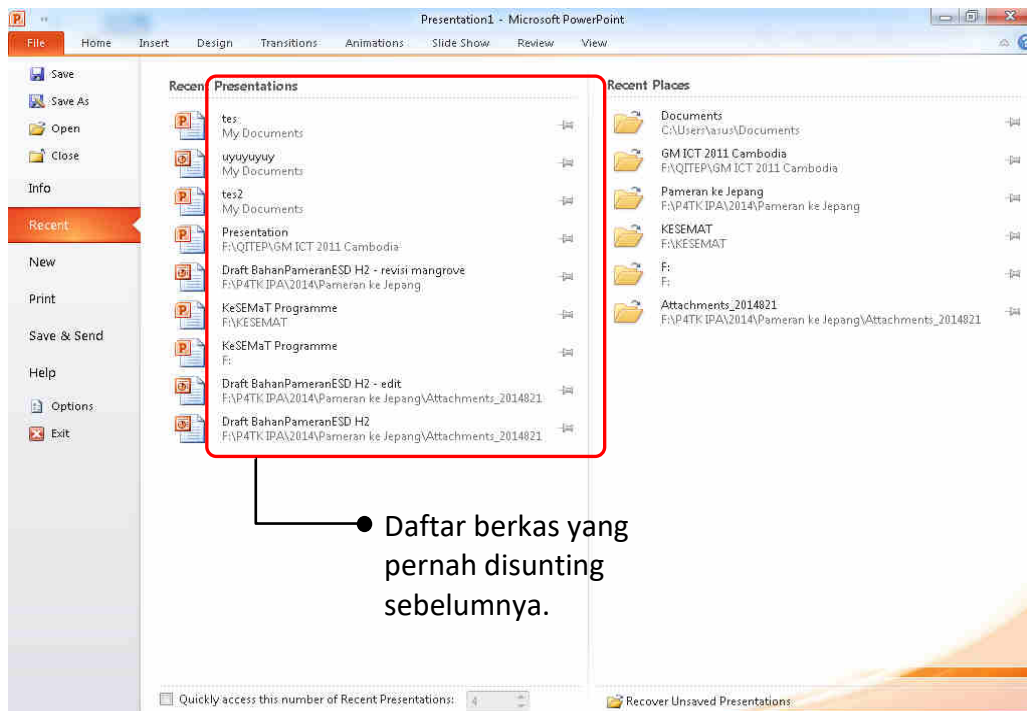 Presentation1 - Microsoft PowerPoint
File Home Insert Design Transitions Animations Slide Show Review View
Save
Save As
Open
Close
Info
Recent
New
Print
Save & Send
Help
Options
Exit
Recent Presentations
tes
My Documents
uyuyuyuy
My Documents
tes2
My Documents
Presentation
F:\QITEP\GM ICT 2011 Cambodia
Draft BahanPameranESD H2 - revisi mangrove
F:\P4TK IPA\2014\Pameran ke Jepang
KeSEMaT Programme
F:\KESEMAT
KeSEMaT Programme
F:
Draft BahanPameranESD H2 - edit
F:\P4TK IPA\2014\Pameran ke Jepang\Attachments_2014821
Draft BahanPameranESD H2
F:\P4TK IPA\2014\Pameran ke Jepang\Attachments_2014821
Recent Places
Documents
C:\Users\asus\Documents
GM ICT 2011 Cambodia
F:\QITEP\GM ICT 2011 Cambodia
Pameran ke Jepang
F:\P4TK IPA\2014\Pameran ke Jepang
KESEMAT
F:\KESEMAT
F:
F:
Attachments_2014821
F:\P4TK IPA\2014\Pameran ke Jepang\Attachments_2014821
Daftar berkas yang
pernah disunting
sebelumnya.
Quickly access this number of Recent Presentations: 4
Recover Unsaved Presentations